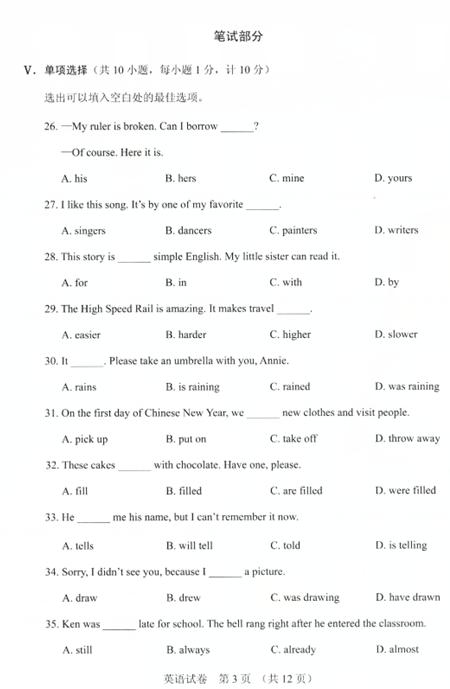 笔试部分
V. 单项选择（共 10 小题，每小题 1 分，计 10 分）
选出可以填入空白处的最佳选项。
26. —My ruler is broken. Can I borrow ______?
—Of course. Here it is.
A. his B. hers C. mine D. yours
27. I like this song. It's by one of my favorite ______.
A. singers B. dancers C. painters D. writers
28. This story is ______ simple English. My little sister can read it.
A. for B. in C. with D. by
29. The High Speed Rail is amazing. It makes travel ______.
A. easier B. harder C. higher D. slower
30. It ______. Please take an umbrella with you, Annie.
A. rains B. is raining C. rained D. was raining
31. On the first day of Chinese New Year, we ______ new clothes and visit people.
A. pick up B. put on C. take off D. throw away
32. These cakes ______ with chocolate. Have one, please.
A. fill B. filled C. are filled D. were filled
33. He ______ me his name, but I can't remember it now.
A. tells B. will tell C. told D. is telling
34. Sorry, I didn't see you, because I ______ a picture.
A. draw B. drew C. was drawing D. have drawn
35. Ken was ______ late for school. The bell rang right after he entered the classroom.
A. still B. always C. already D. almost
英语试卷 第 3 页 （共 12 页）